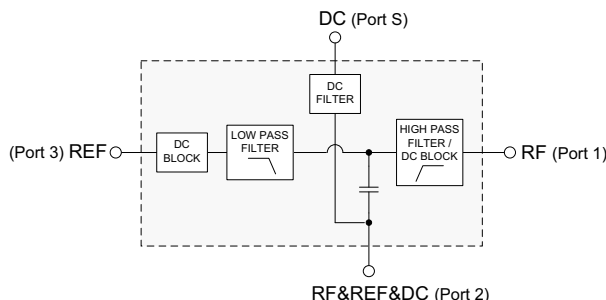 DC (Port S)
DC
FILTER
(Port 3) REF
DC
BLOCK
LOW PASS
FILTER
HIGH PASS
FILTER /
DC BLOCK
RF (Port 1)
RF&REF&DC (Port 2)